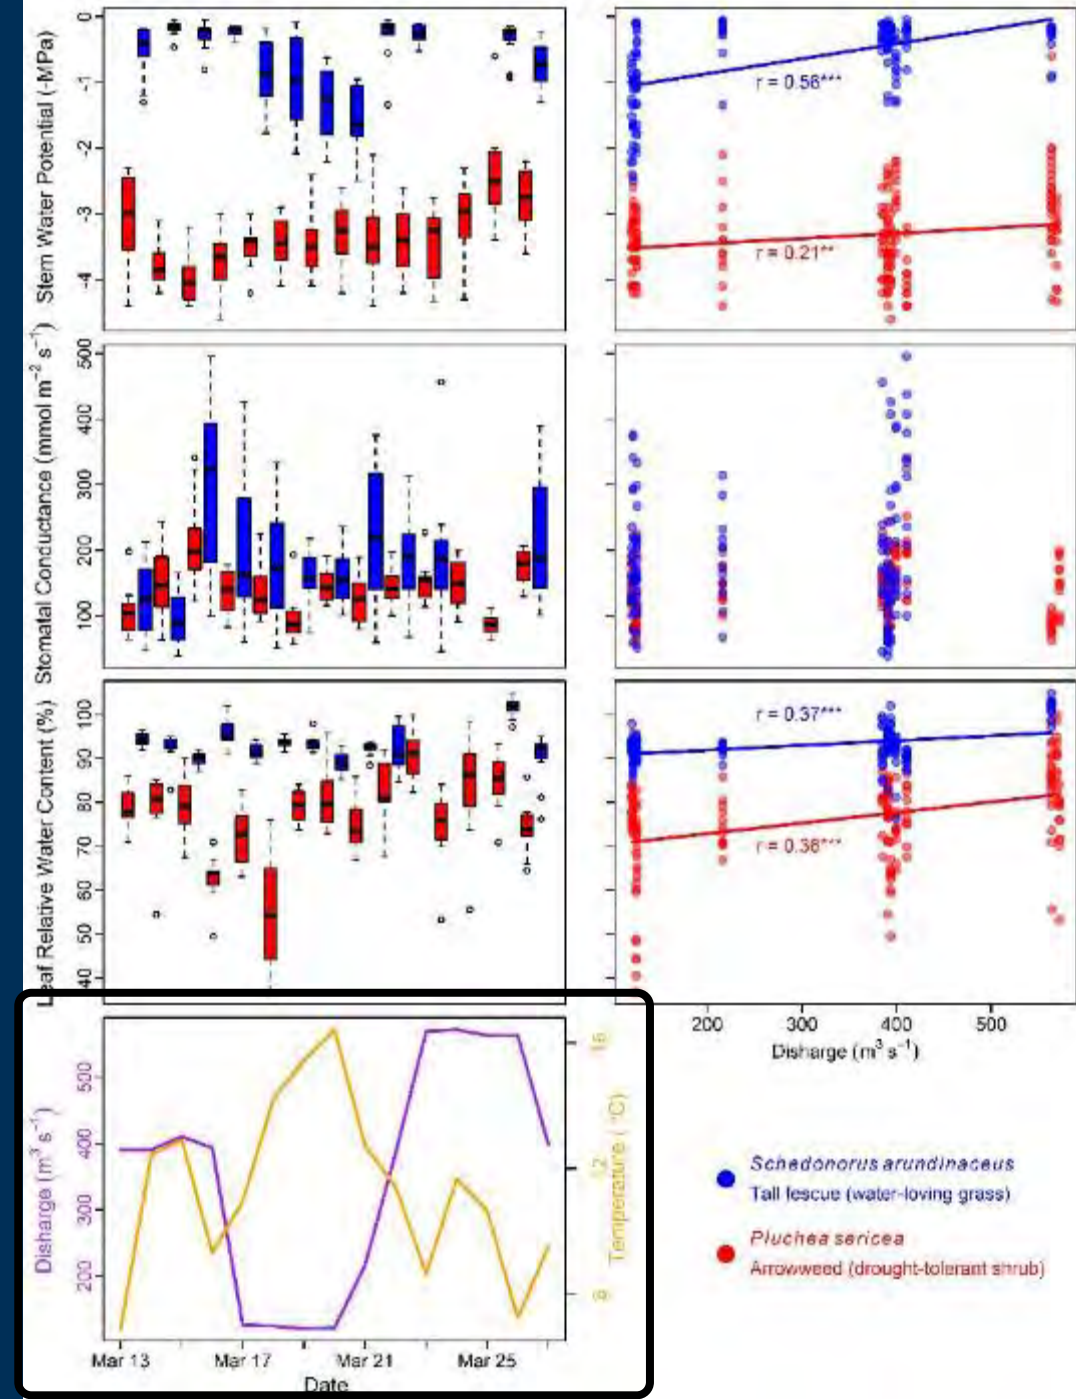 Stem Water Potential (-MPa)
0
-1
-2
-3
-4
r = 0.56***
r = 0.21**
Stomatal Conductance (mmol m⁻² s⁻¹)
500
400
300
200
100
Leaf Relative Water Content (%)
100
90
80
70
60
50
40
r = 0.37***
r = 0.38***
200
300
400
500
Disharge (m³ s⁻¹)
Disharge (m³ s⁻¹)
500
400
300
200
16
12
8
Temperature (°C)
Mar 13
Mar 17
Mar 21
Mar 25
Date
Schedonorus arundinaceus
Tall fescue (water-loving grass)
Pluchea sericea
Arrowweed (drought-tolerant shrub)